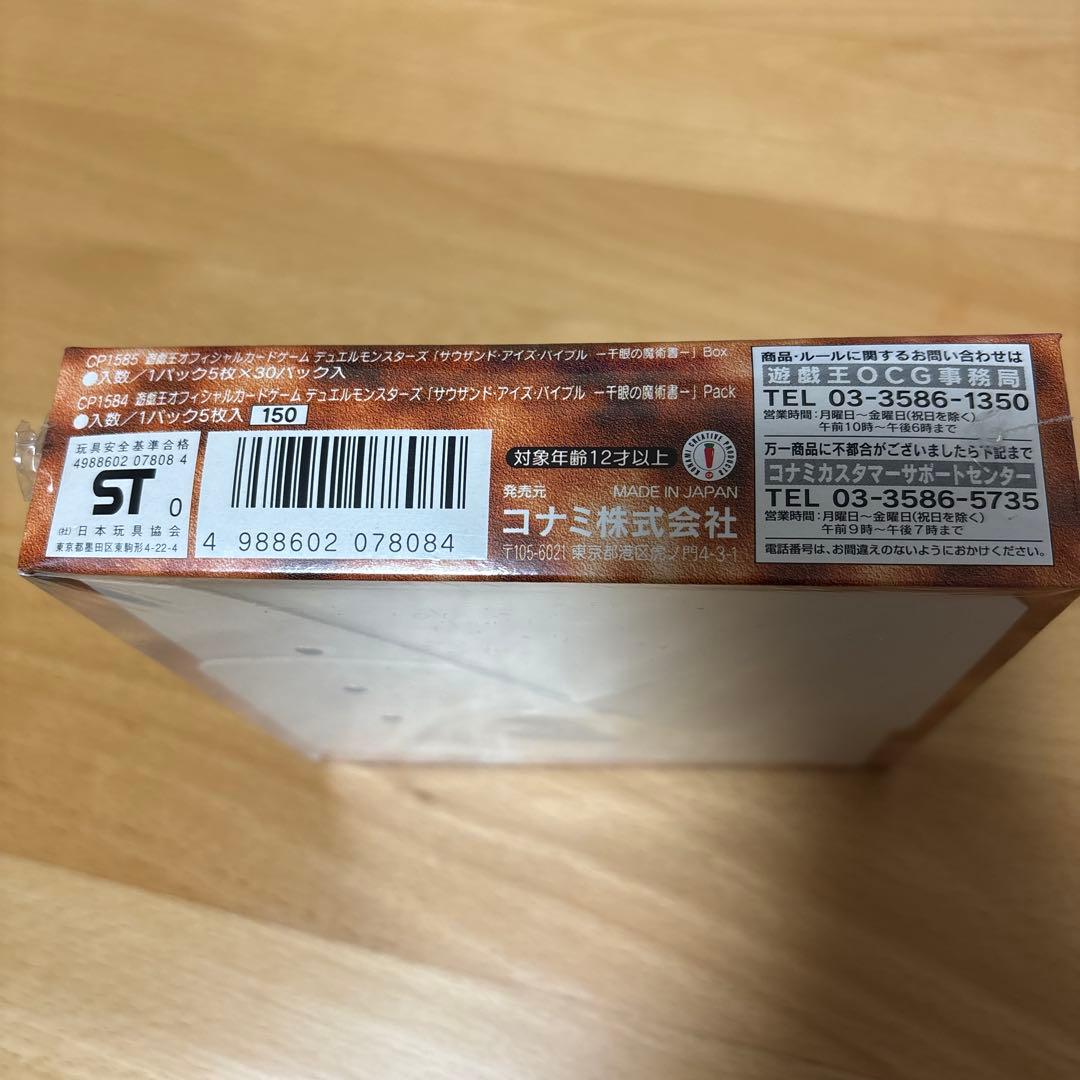 CP1585 遊戯王オフィシャルカードゲーム デュエルモンスターズ「サウザンド・アイズ・バイブル －千眼の魔術書－」Box
●入数／1パック5枚×30パック入
CP1584 遊戯王オフィシャルカードゲーム デュエルモンスターズ「サウザンド・アイズ・バイブル －千眼の魔術書－」Pack
●入数／1パック5枚入 150
玩具安全基準合格
4988602 07808 4
ST 0
(社)日本玩具協会
東京都墨田区東駒形4-22-4
4 988602 078084
対象年齢12才以上
KONAMI CREATIVE PRODUCTS
発売元 MADE IN JAPAN
コナミ株式会社
〒105-6021 東京都港区虎ノ門4-3-1
商品・ルールに関するお問い合わせは
遊戯王OCG事務局
TEL 03-3586-1350
営業時間：月曜日～金曜日(祝日を除く)
午前10時～午後6時まで
万一商品に不都合がございましたら下記まで
コナミカスタマーサポートセンター
TEL 03-3586-5735
営業時間：月曜日～金曜日(祝日を除く)
午前9時～午後7時まで
電話番号は、お間違えのないようにおかけください。